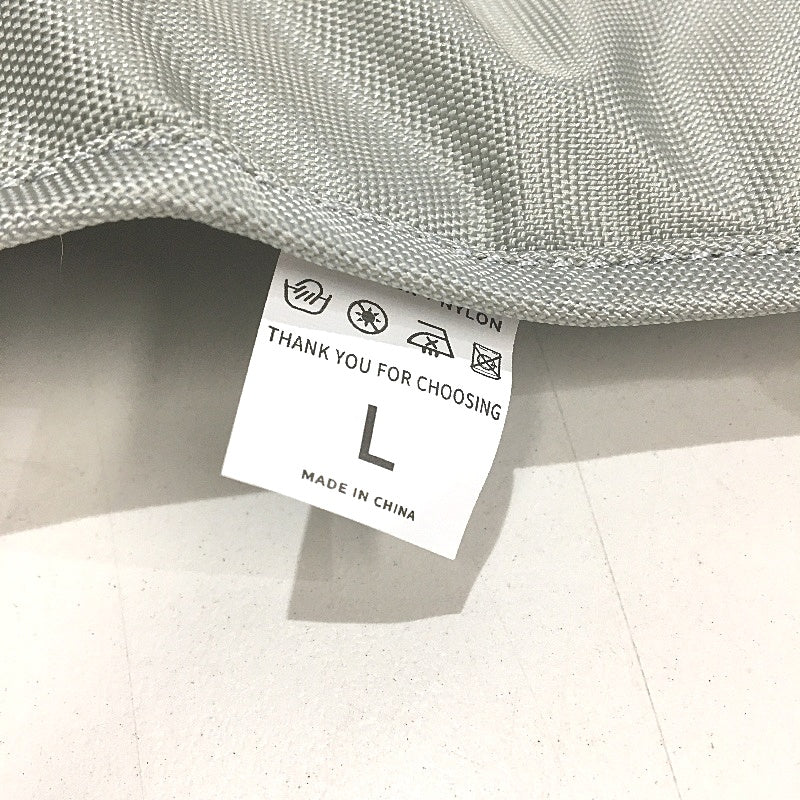 NYLON
THANK YOU FOR CHOOSING
L
MADE IN CHINA